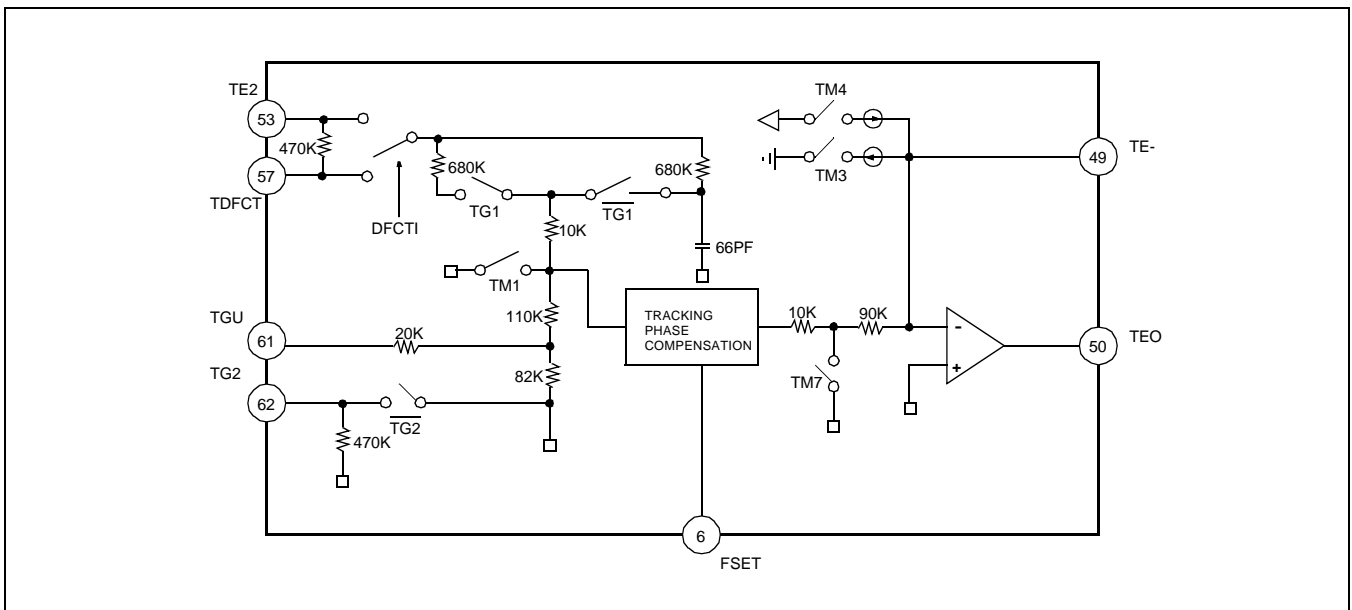 TE2
53
470K
57
TDFCT
DFCTI
680K
TG1
680K
TG1
10K
66PF
TM1
TM4
TM3
49
TE-
TGU
61
20K
110K
TG2
62
82K
TG2
470K
TRACKING
PHASE
COMPENSATION
10K
90K
TM7
-
+
50
TEO
6
FSET